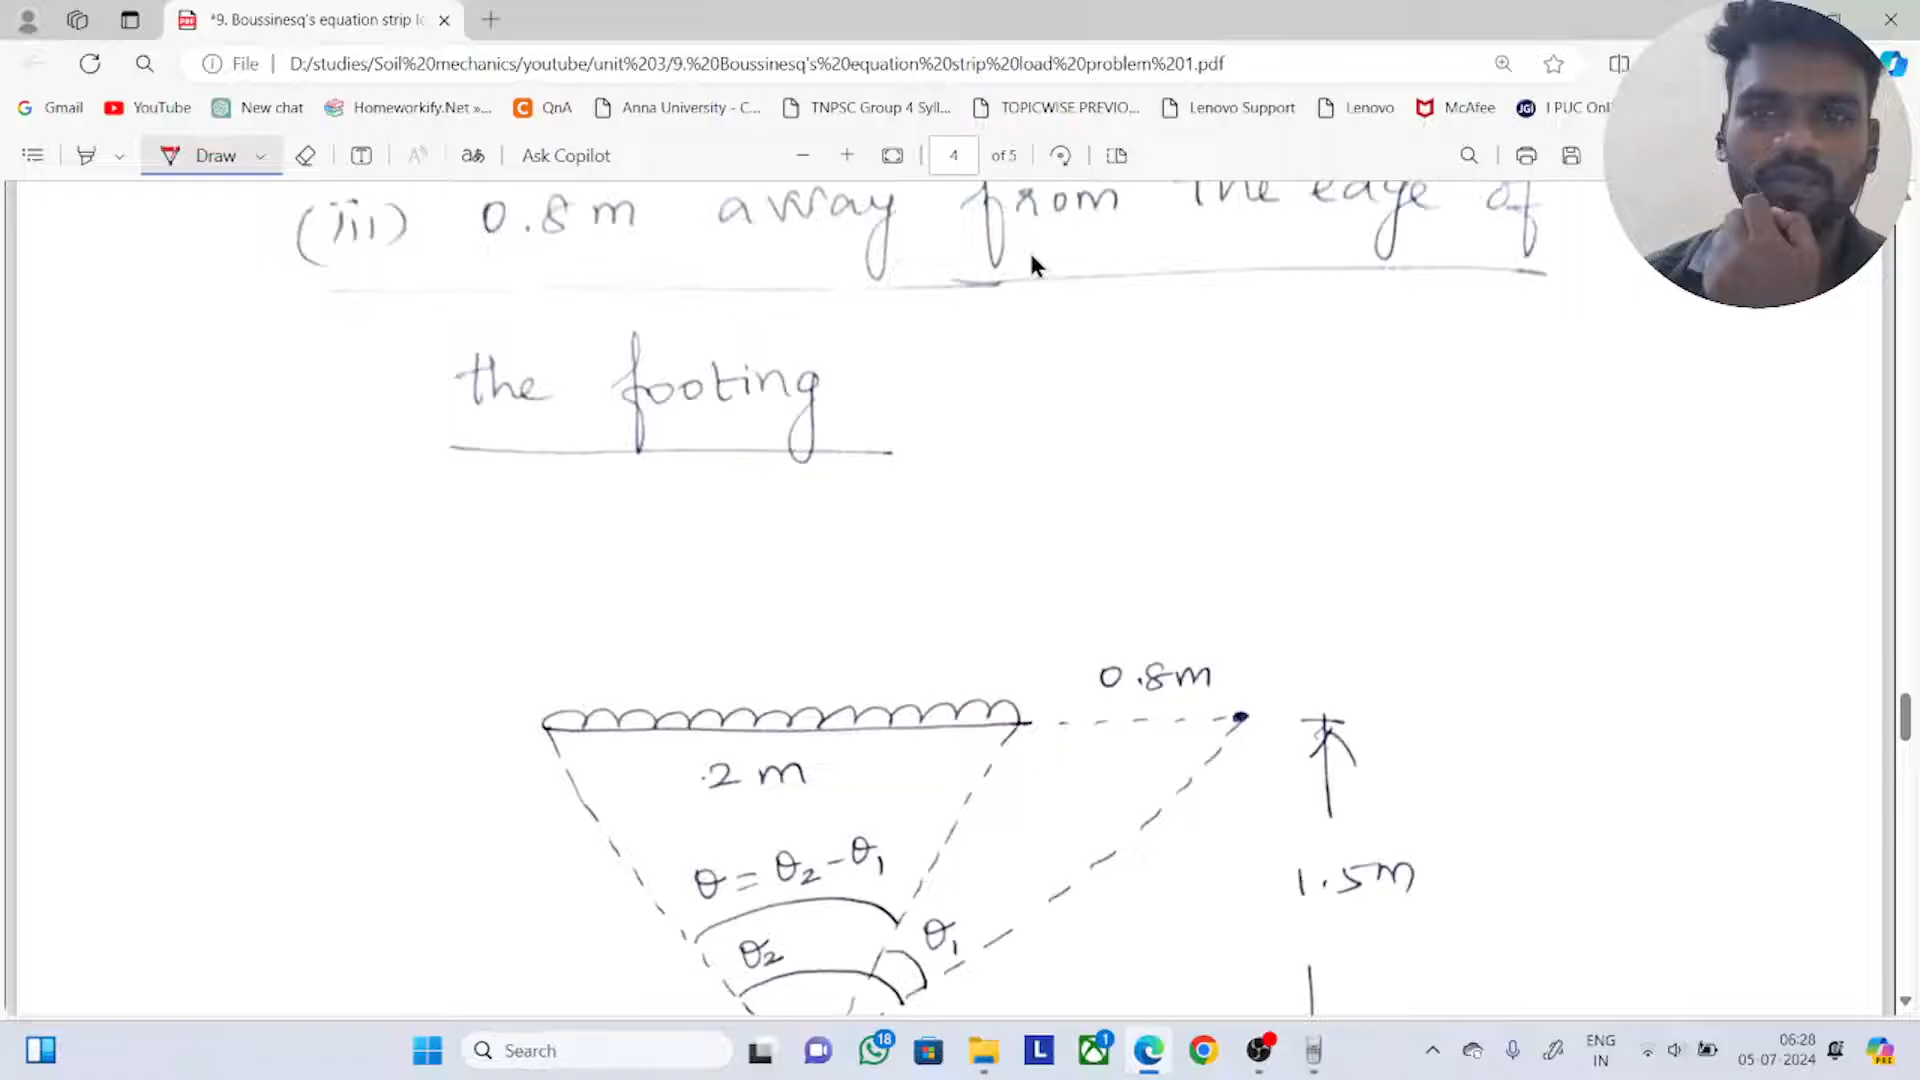 *9. Boussinesq's equation strip lo
File
D:/studies/Soil%20mechanics/youtube/unit%203/9.%20Boussinesq's%20equation%20strip%20load%20problem%201.pdf
Gmail YouTube New chat Homeworkify.Net »... QnA Anna University - C... TNPSC Group 4 Syll... TOPICWISE PREVIO... Lenovo Support Lenovo McAfee I PUC Onl
Draw Ask Copilot 4 of 5
(iii) 0.8m away from the edge of
the footing
0.8m
2 m
θ = θ₂ - θ₁
1.5m
θ₁
θ₂
Search
18
1
ENG
IN
06:28
05-07-2024